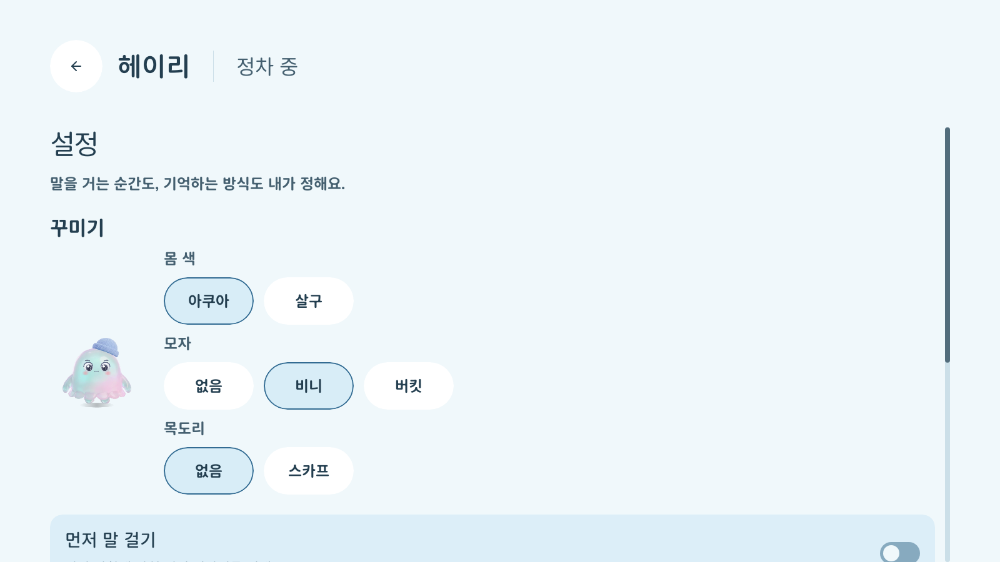 헤이리
정차 중
설정
말을 거는 순간도, 기억하는 방식도 내가 정해요.
꾸미기
몸 색
아쿠아
살구
모자
없음
비니
버킷
목도리
없음
스카프
먼저 말 걸기